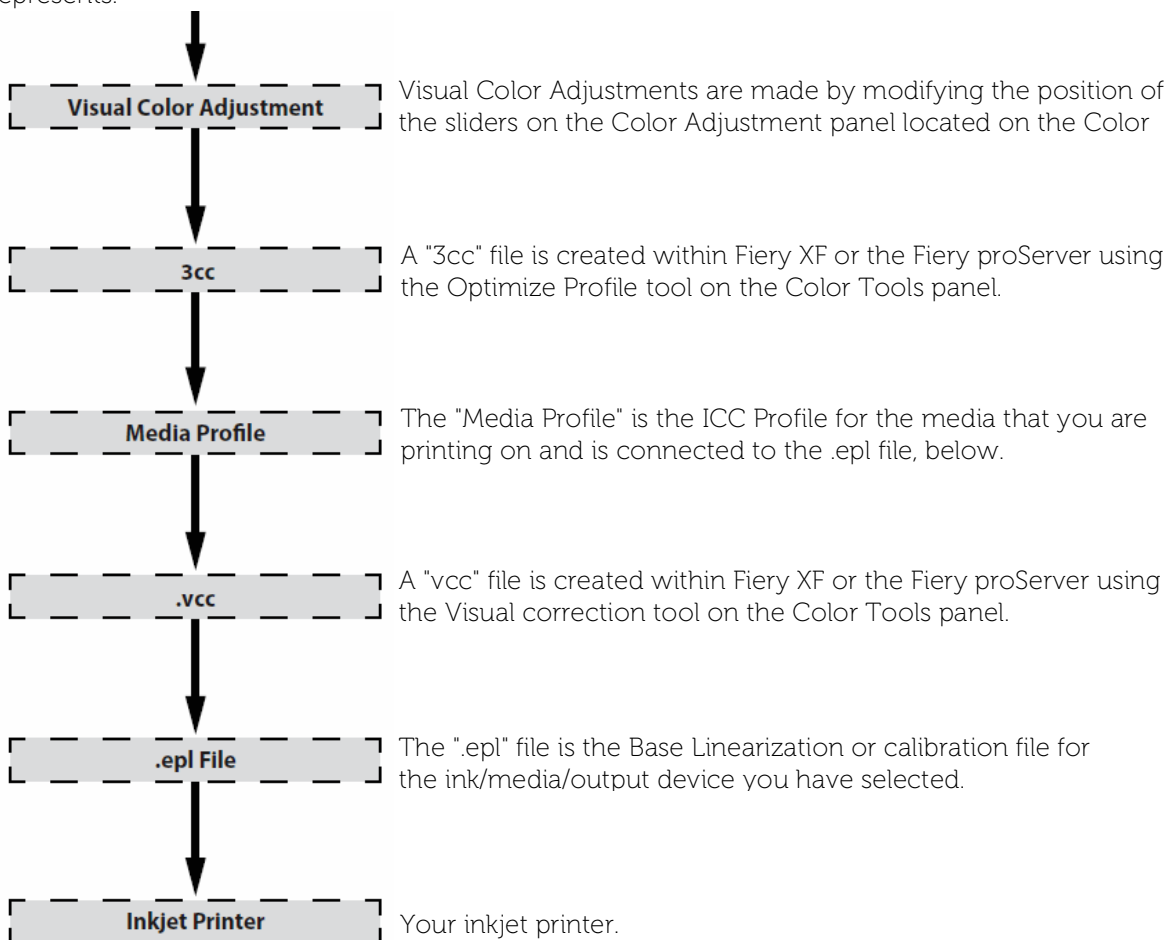 epresents.
Visual Color Adjustment
Visual Color Adjustments are made by modifying the position of
the sliders on the Color Adjustment panel located on the Color
3cc
A "3cc" file is created within Fiery XF or the Fiery proServer using
the Optimize Profile tool on the Color Tools panel.
Media Profile
The "Media Profile" is the ICC Profile for the media that you are
printing on and is connected to the .epl file, below.
.vcc
A "vcc" file is created within Fiery XF or the Fiery proServer using
the Visual correction tool on the Color Tools panel.
.epl File
The ".epl" file is the Base Linearization or calibration file for
the ink/media/output device you have selected.
Inkjet Printer
Your inkjet printer.